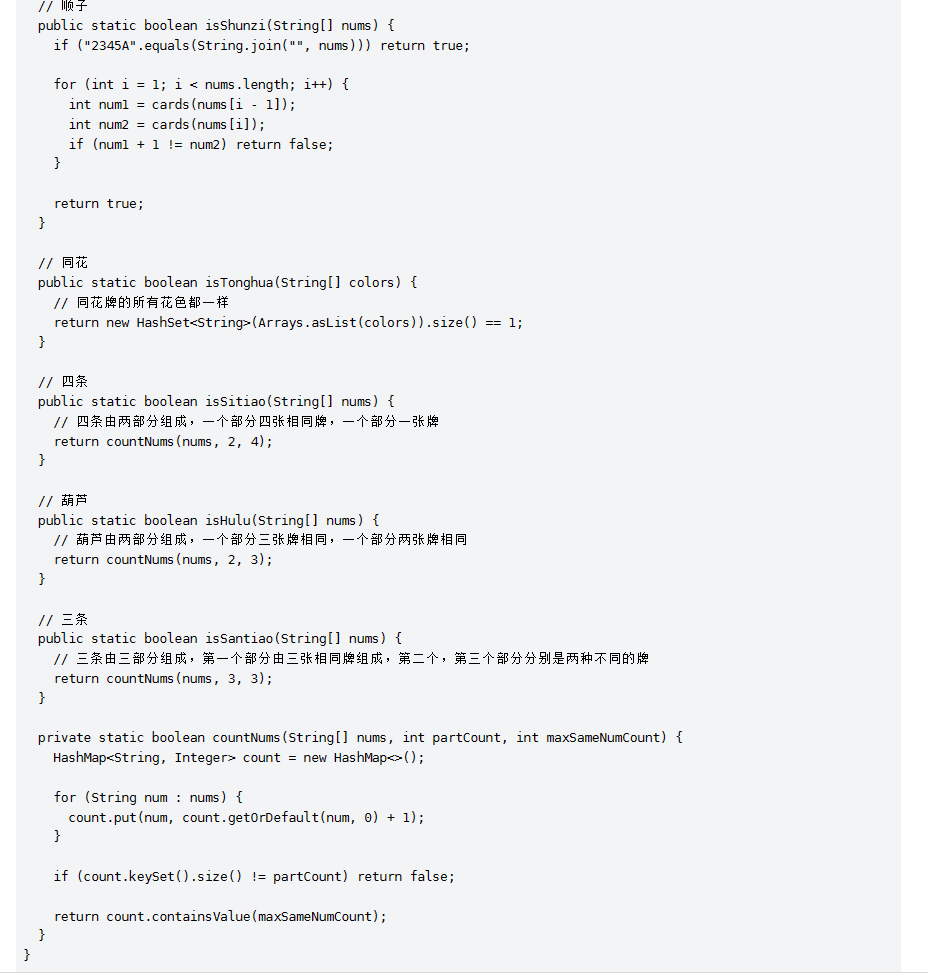 // 顺子
public static boolean isShunzi(String[] nums) {
if ("2345A".equals(String.join("", nums))) return true;
for (int i = 1; i < nums.length; i++) {
int num1 = cards(nums[i - 1]);
int num2 = cards(nums[i]);
if (num1 + 1 != num2) return false;
}
return true;
}
// 同花
public static boolean isTonghua(String[] colors) {
// 同花牌的所有花色都一样
return new HashSet<String>(Arrays.asList(colors)).size() == 1;
}
// 四条
public static boolean isSitiao(String[] nums) {
// 四条由两部分组成，一个部分四张相同牌，一个部分一张牌
return countNums(nums, 2, 4);
}
// 葫芦
public static boolean isHulu(String[] nums) {
// 葫芦由两部分组成，一个部分三张牌相同，一个部分两张牌相同
return countNums(nums, 2, 3);
}
// 三条
public static boolean isSantiao(String[] nums) {
// 三条由三部分组成，第一个部分由三张相同牌组成，第二个，第三个部分分别是两种不同的牌
return countNums(nums, 3, 3);
}
private static boolean countNums(String[] nums, int partCount, int maxSameNumCount) {
HashMap<String, Integer> count = new HashMap<>();
for (String num : nums) {
count.put(num, count.getOrDefault(num, 0) + 1);
}
if (count.keySet().size() != partCount) return false;
return count.containsValue(maxSameNumCount);
}
}